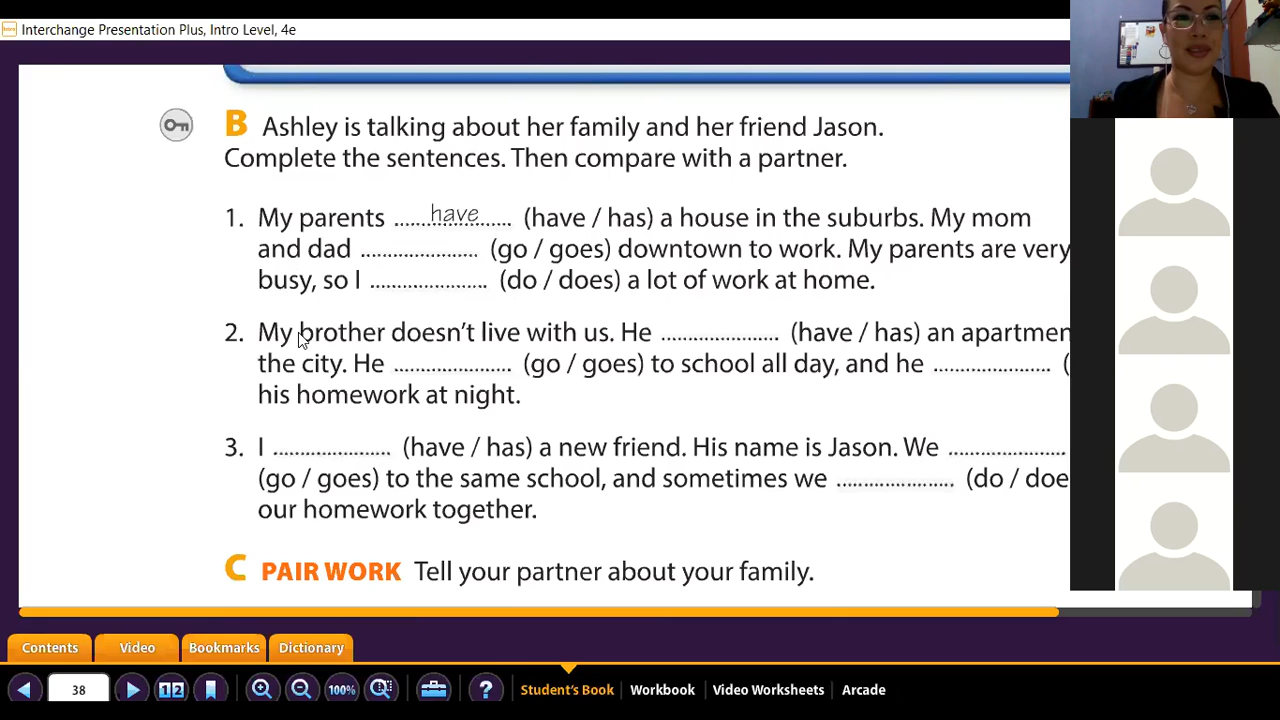 Interchange Presentation Plus, Intro Level, 4e
B Ashley is talking about her family and her friend Jason.
Complete the sentences. Then compare with a partner.
1. My parents ......have...... (have / has) a house in the suburbs. My mom
and dad ..................... (go / goes) downtown to work. My parents are very
busy, so I ..................... (do / does) a lot of work at home.
2. My brother doesn't live with us. He ..................... (have / has) an apartmen
the city. He ..................... (go / goes) to school all day, and he ..................... (
his homework at night.
3. I ..................... (have / has) a new friend. His name is Jason. We .....................
(go / goes) to the same school, and sometimes we ..................... (do / doe
our homework together.
C PAIR WORK Tell your partner about your family.
Contents Video Bookmarks Dictionary
38 1 2 100% ? Student's Book Workbook Video Worksheets Arcade